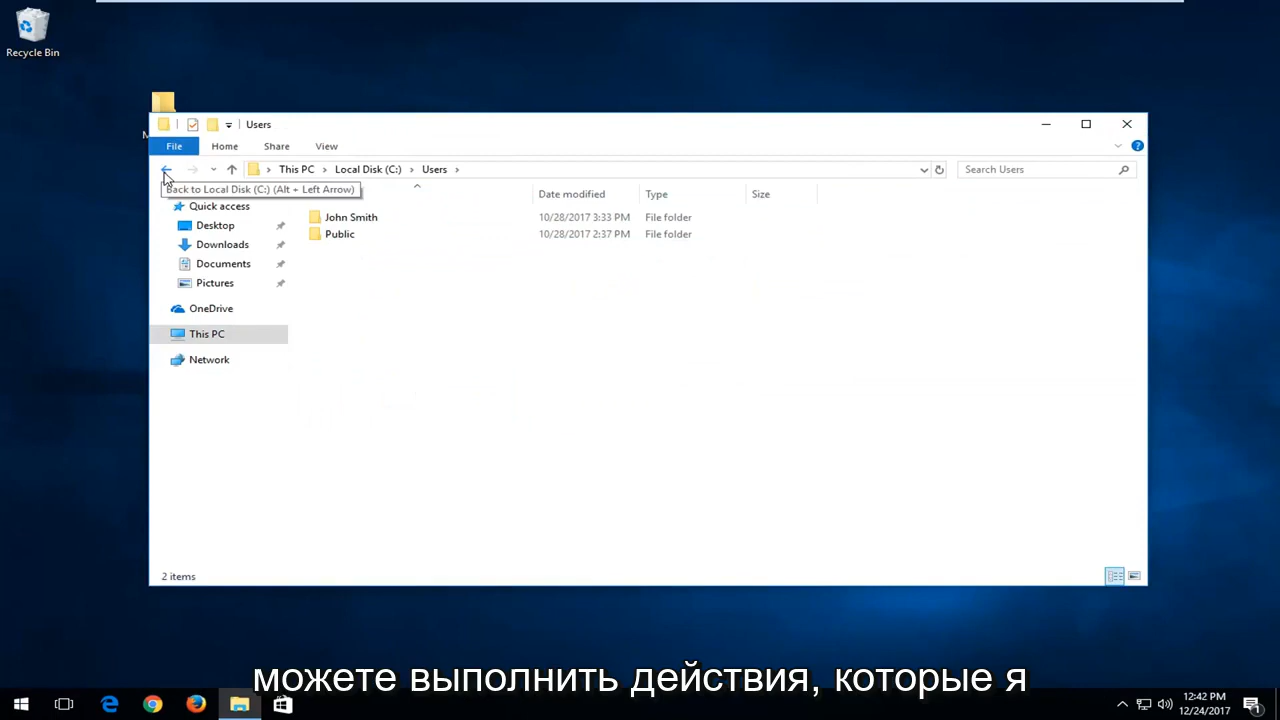 Recycle Bin
Users
File Home Share View
This PC Local Disk (C:) Users
Search Users
Back to Local Disk (C:) (Alt + Left Arrow)
Date modified Type Size
Quick access
Desktop
Downloads
Documents
Pictures
OneDrive
This PC
Network
John Smith 10/28/2017 3:33 PM File folder
Public 10/28/2017 2:37 PM File folder
2 items
можете выполнить действия, которые я
12:42 PM
12/24/2017
1